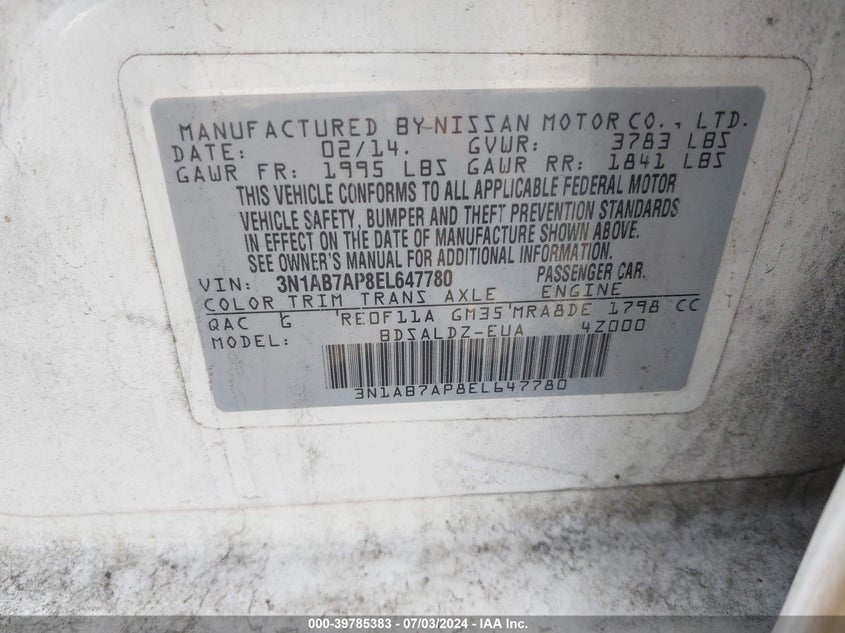 MANUFACTURED BY NISSAN MOTOR CO., LTD.
DATE: 02/14. GVWR: 3783 LBS
GAWR FR: 1995 LBS GAWR RR: 1841 LBS
THIS VEHICLE CONFORMS TO ALL APPLICABLE FEDERAL MOTOR
VEHICLE SAFETY, BUMPER AND THEFT PREVENTION STANDARDS
IN EFFECT ON THE DATE OF MANUFACTURE SHOWN ABOVE.
SEE OWNER'S MANUAL FOR ADDITIONAL INFORMATION.
VIN: 3N1AB7AP8EL647780 PASSENGER CAR.
COLOR TRIM TRANS AXLE ENGINE
QAC G RE0F11A GM35 MRA8DE 1798 CC
MODEL: BDSALDZ-EUA 4Z000
3N1AB7AP8EL647780
000-39785383 - 07/03/2024 - IAA Inc.